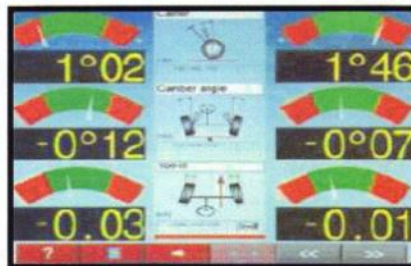 Caster
1°02 1°46
Camber angle
-0°12 -0°07
Toe-in
-0.03 -0.01
? << >>